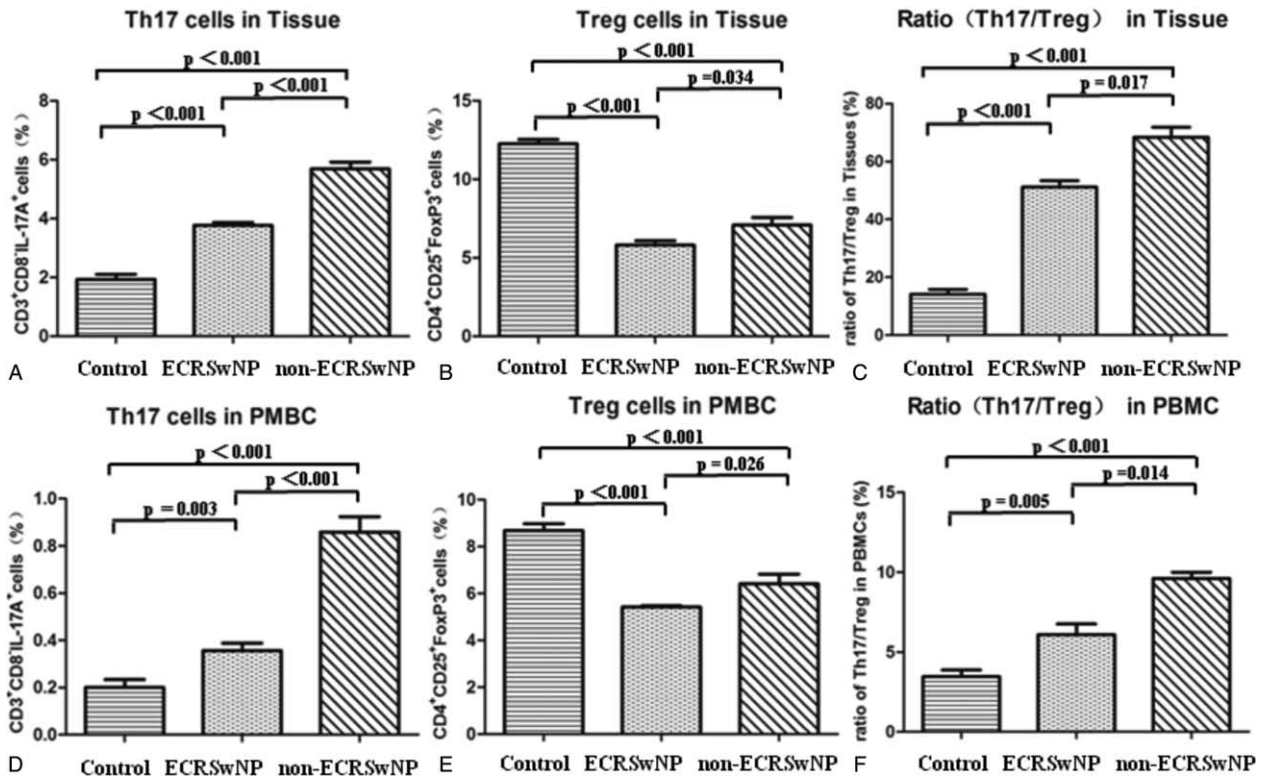 Th17 cells in Tissue
p <0.001
p <0.001
p <0.001
CD3⁺CD8⁻IL-17A⁺cells (%)
8
6
4
2
0
Control ECRSwNP non-ECRSwNP
A
Treg cells in Tissue
p <0.001
p =0.034
p <0.001
CD4⁺CD25⁺FoxP3⁺cells (%)
15
10
5
0
Control ECRSwNP non-ECRSwNP
B
Ratio (Th17/Treg) in Tissue
p <0.001
p = 0.017
p <0.001
ratio of Th17/Treg in Tissues (%)
80
60
40
20
0
Control ECRSwNP non-ECRSwNP
C
Th17 cells in PMBC
p <0.001
p <0.001
p = 0.003
CD3⁺CD8⁻IL-17A⁺cells (%)
1.0
0.8
0.6
0.4
0.2
0.0
Control ECRSwNP non-ECRSwNP
D
Treg cells in PMBC
p <0.001
p = 0.026
p <0.001
CD4⁺CD25⁺FoxP3⁺cells (%)
10
8
6
4
2
0
Control ECRSwNP non-ECRSwNP
E
Ratio (Th17/Treg) in PBMC
p <0.001
p =0.014
p = 0.005
ratio of Th17/Treg in PBMCs (%)
15
10
5
0
Control ECRSwNP non-ECRSwNP
F